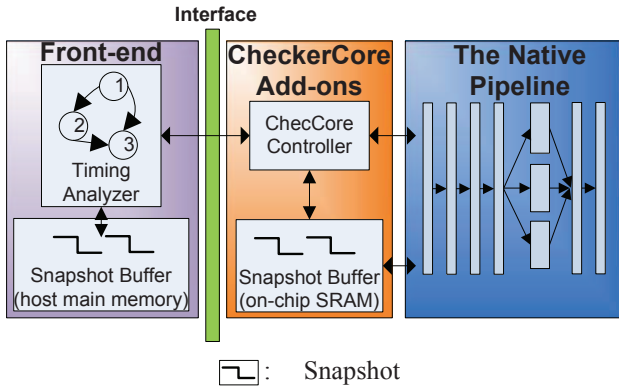 Interface
Front-end
1
2
3
Timing
Analyzer
Snapshot Buffer
(host main memory)
CheckerCore
Add-ons
ChecCore
Controller
Snapshot Buffer
(on-chip SRAM)
The Native
Pipeline
: Snapshot